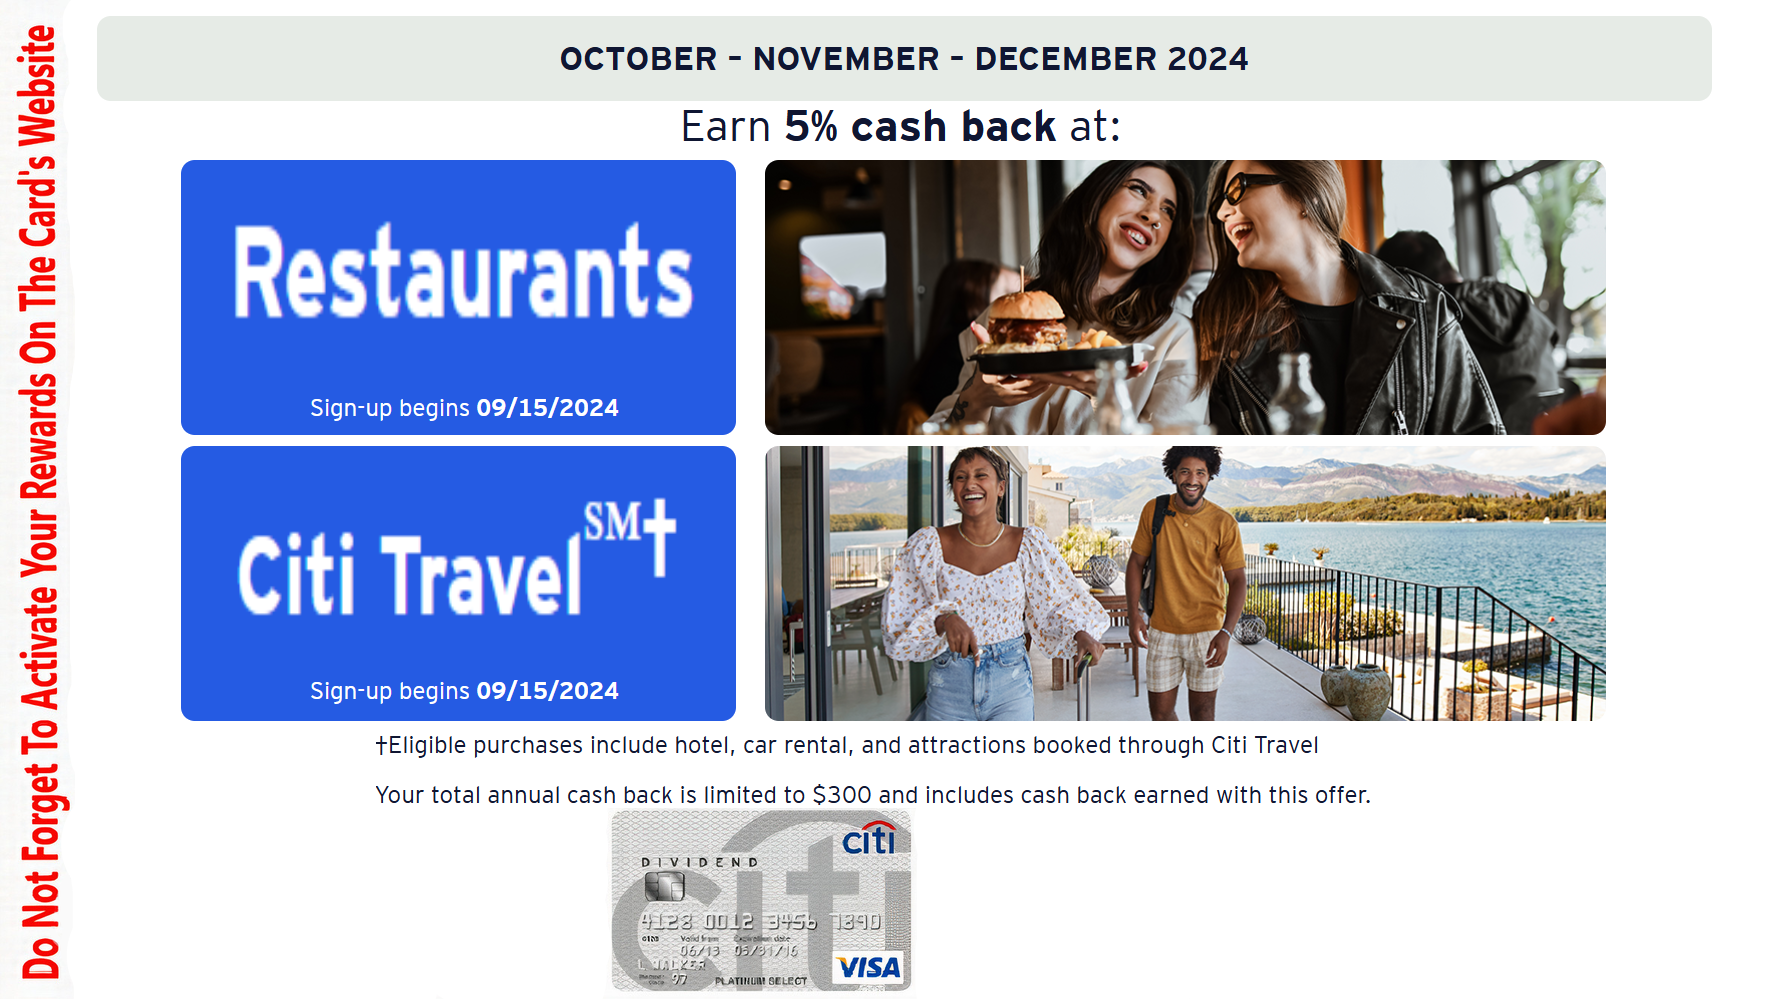 Do Not Forget To Activate Your Rewards On The Card's Website
OCTOBER – NOVEMBER – DECEMBER 2024
Earn 5% cash back at:
Restaurants
Sign-up begins 09/15/2024
Citi Travel℠†
Sign-up begins 09/15/2024
†Eligible purchases include hotel, car rental, and attractions booked through Citi Travel
Your total annual cash back is limited to $300 and includes cash back earned with this offer.
citi
DIVIDEND
citi
4128 0012 3456 7890
Valid from Expiration date
06/13 05/31/16
L WALKER
97 PLATINUM SELECT
VISA